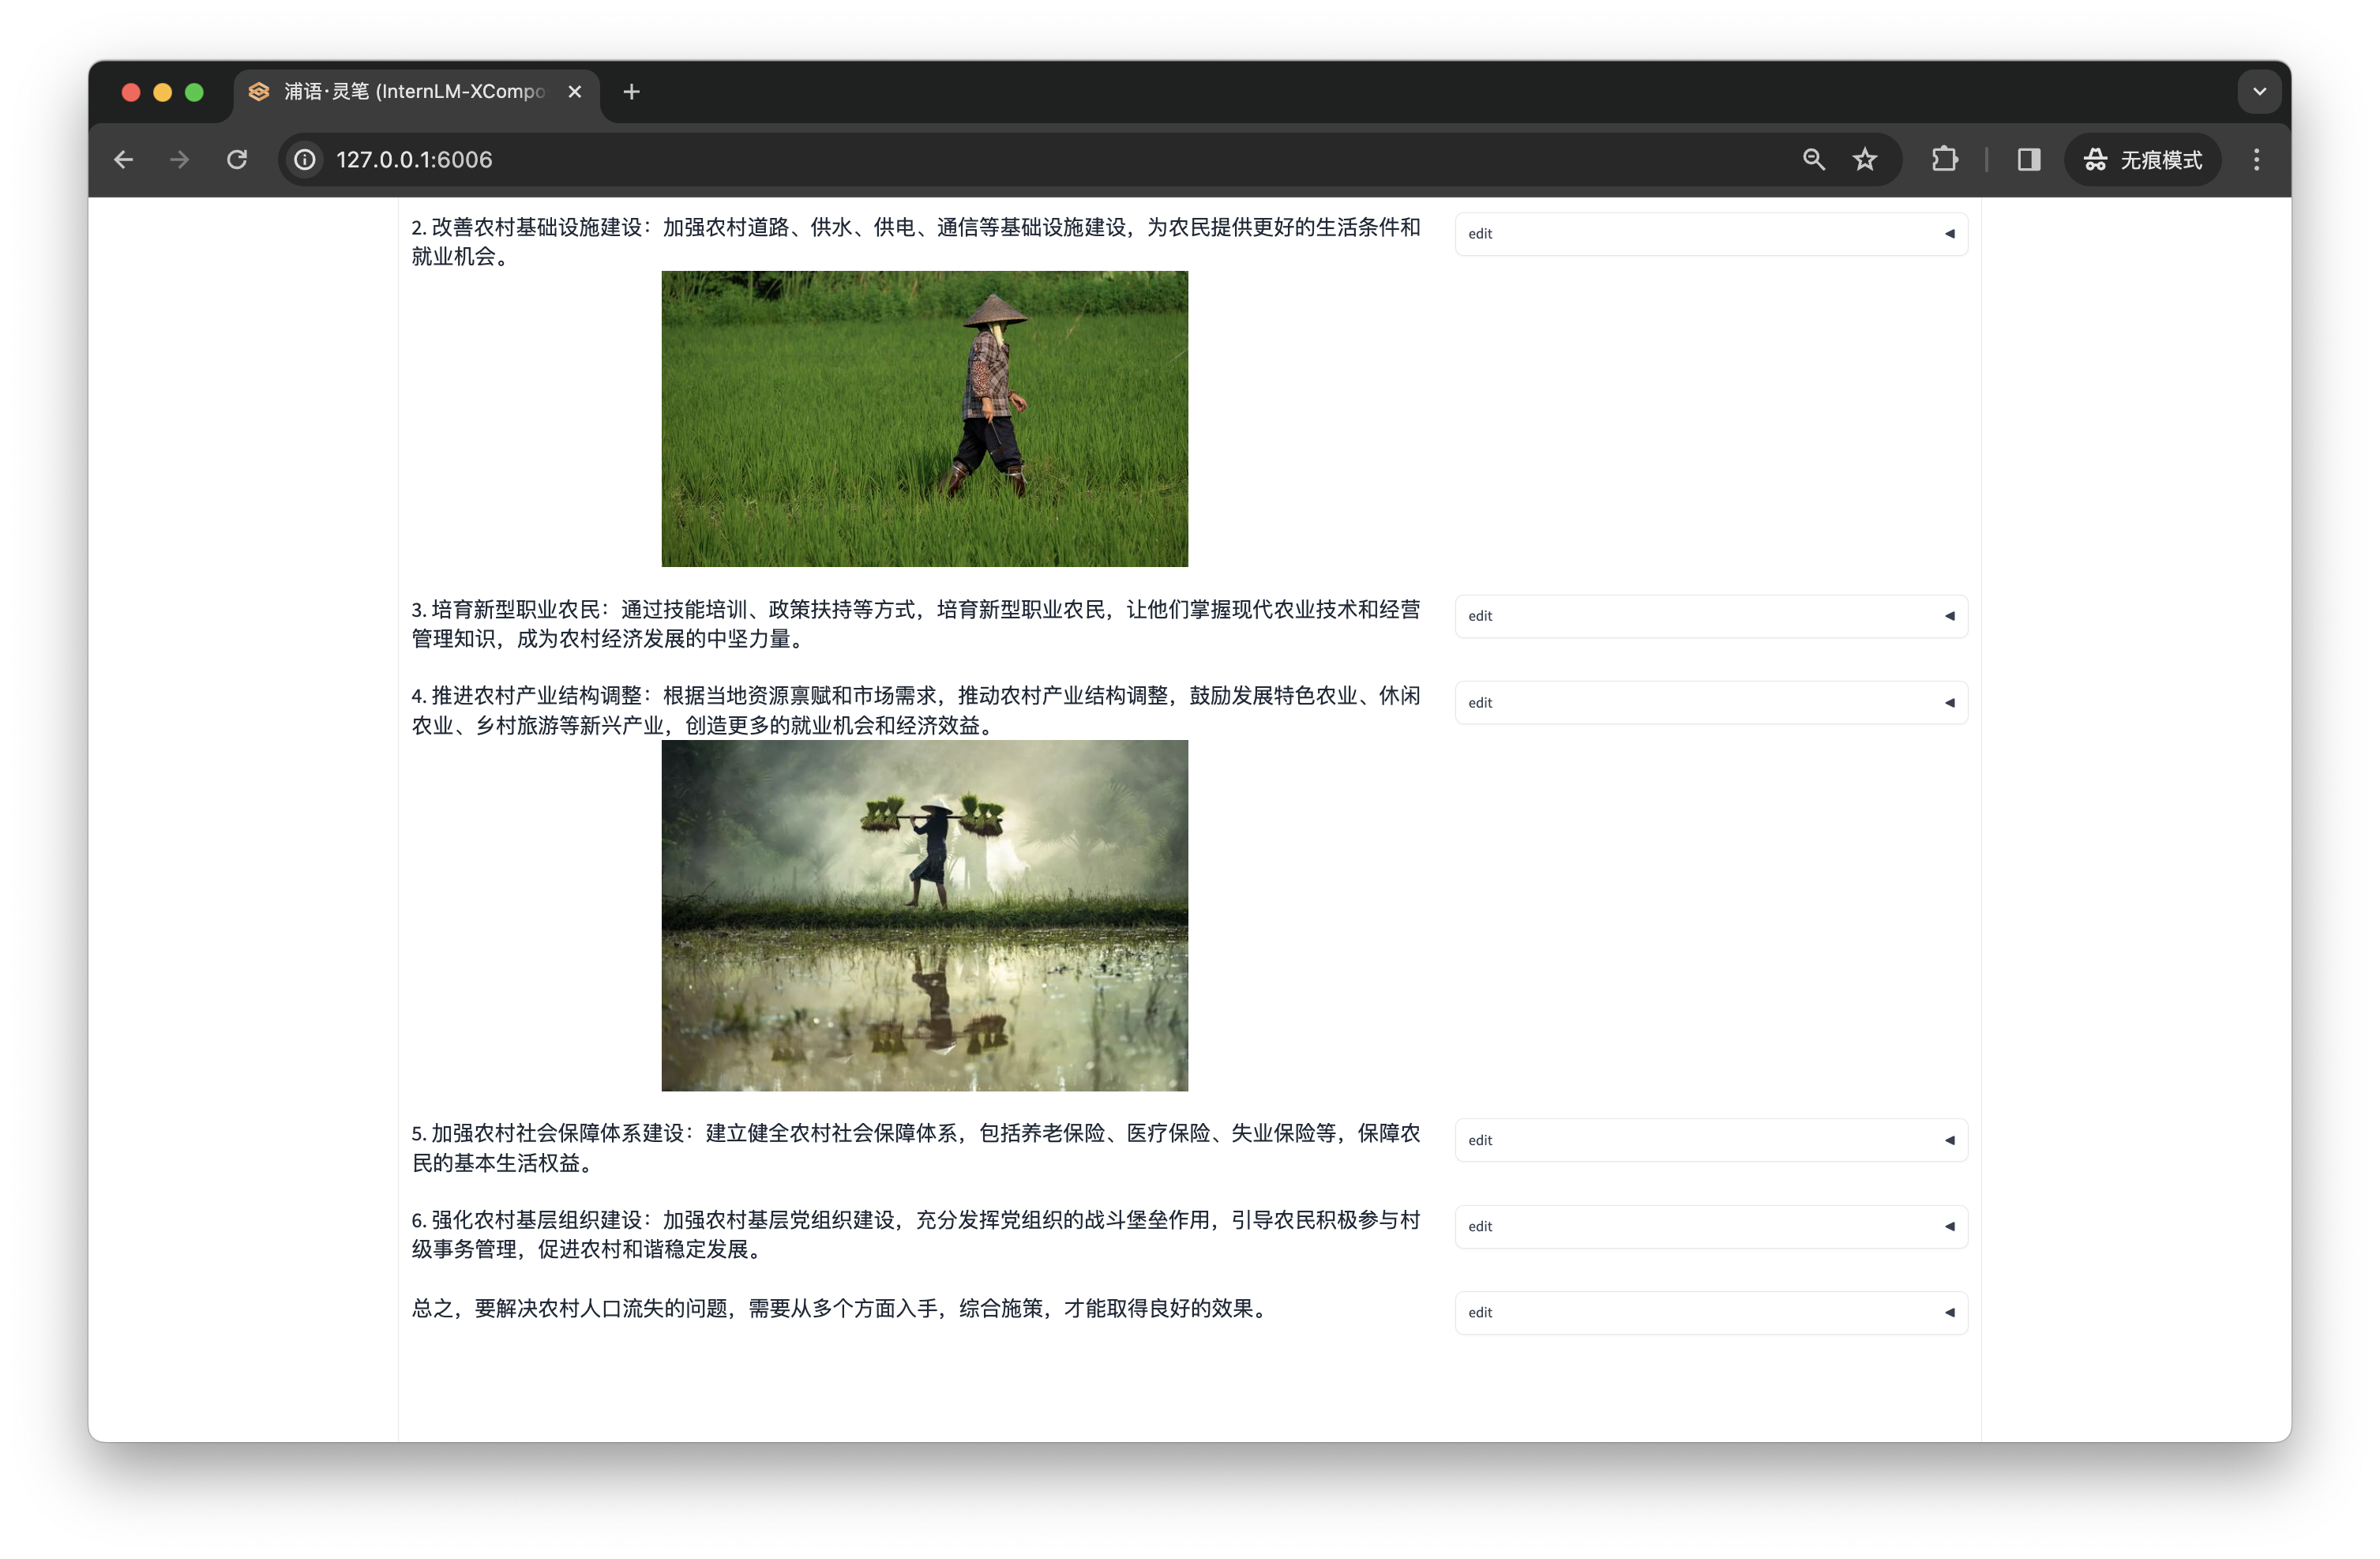 浦语·灵笔 (InternLM-XCompo
127.0.0.1:6006
无痕模式
2. 改善农村基础设施建设：加强农村道路、供水、供电、通信等基础设施建设，为农民提供更好的生活条件和
就业机会。
edit
3. 培育新型职业农民：通过技能培训、政策扶持等方式，培育新型职业农民，让他们掌握现代农业技术和经营
管理知识，成为农村经济发展的中坚力量。
edit
4. 推进农村产业结构调整：根据当地资源禀赋和市场需求，推动农村产业结构调整，鼓励发展特色农业、休闲
农业、乡村旅游等新兴产业，创造更多的就业机会和经济效益。
edit
5. 加强农村社会保障体系建设：建立健全农村社会保障体系，包括养老保险、医疗保险、失业保险等，保障农
民的基本生活权益。
edit
6. 强化农村基层组织建设：加强农村基层党组织建设，充分发挥党组织的战斗堡垒作用，引导农民积极参与村
级事务管理，促进农村和谐稳定发展。
edit
总之，要解决农村人口流失的问题，需要从多个方面入手，综合施策，才能取得良好的效果。
edit